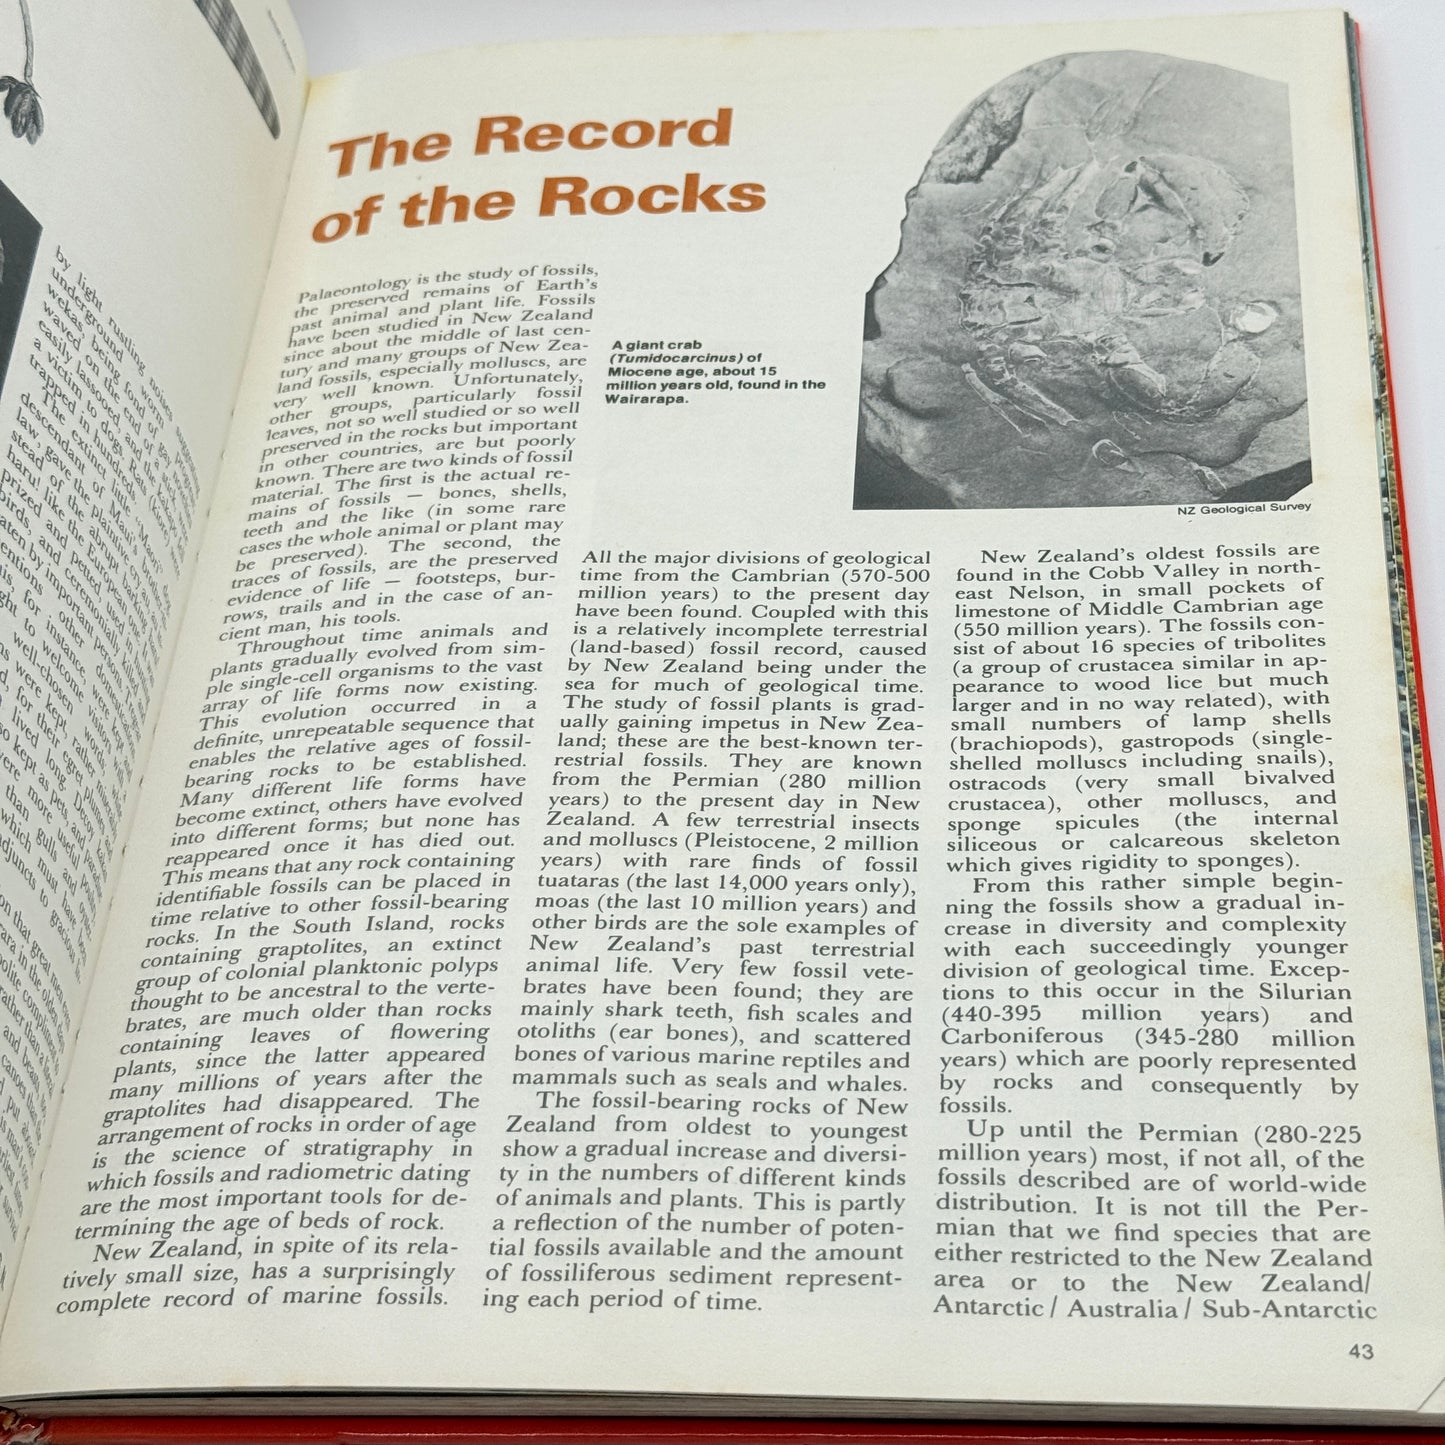 by light rustling noises
The Record
of the Rocks
Palaeontology is the study of fossils,
the preserved remains of Earth's
past animal and plant life. Fossils
have been studied in New Zealand
since about the middle of last cen-
tury and many groups of New Zea-
land fossils, especially molluscs, are
very well known. Unfortunately,
other groups, particularly fossil
leaves, not so well studied or so well
preserved in the rocks but important
in other countries, are but poorly
known. There are two kinds of fossil
material. The first is the actual re-
mains of fossils — bones, shells,
teeth and the like (in some rare
cases the whole animal or plant may
be preserved). The second, the
traces of fossils, are the preserved
evidence of life — footsteps, bur-
rows, trails and in the case of an-
cient man, his tools.
Throughout time animals and
plants gradually evolved from sim-
ple single-cell organisms to the vast
array of life forms now existing.
This evolution occurred in a
definite, unrepeatable sequence that
enables the relative ages of fossil-
bearing rocks to be established.
Many different life forms have
become extinct, others have evolved
into different forms; but none has
reappeared once it has died out.
This means that any rock containing
identifiable fossils can be placed in
time relative to other fossil-bearing
rocks. In the South Island, rocks
containing graptolites, an extinct
group of colonial planktonic polyps
thought to be ancestral to the verte-
brates, are much older than rocks
containing leaves of flowering
plants, since the latter appeared
many millions of years after the
graptolites had disappeared. The
arrangement of rocks in order of age
is the science of stratigraphy in
which fossils and radiometric dating
are the most important tools for de-
termining the age of beds of rock.
New Zealand, in spite of its rela-
tively small size, has a surprisingly
complete record of marine fossils.
A giant crab
(Tumidocarcinus) of
Miocene age, about 15
million years old, found in the
Wairarapa.
NZ Geological Survey
All the major divisions of geological
time from the Cambrian (570-500
million years) to the present day
have been found. Coupled with this
is a relatively incomplete terrestrial
(land-based) fossil record, caused
by New Zealand being under the
sea for much of geological time.
The study of fossil plants is grad-
ually gaining impetus in New Zea-
land; these are the best-known ter-
restrial fossils. They are known
from the Permian (280 million
years) to the present day in New
Zealand. A few terrestrial insects
and molluscs (Pleistocene, 2 million
years) with rare finds of fossil
tuataras (the last 14,000 years only),
moas (the last 10 million years) and
other birds are the sole examples of
New Zealand's past terrestrial
animal life. Very few fossil vete-
brates have been found; they are
mainly shark teeth, fish scales and
otoliths (ear bones), and scattered
bones of various marine reptiles and
mammals such as seals and whales.
The fossil-bearing rocks of New
Zealand from oldest to youngest
show a gradual increase and diversi-
ty in the numbers of different kinds
of animals and plants. This is partly
a reflection of the number of poten-
tial fossils available and the amount
of fossiliferous sediment represent-
ing each period of time.
New Zealand's oldest fossils are
found in the Cobb Valley in north-
east Nelson, in small pockets of
limestone of Middle Cambrian age
(550 million years). The fossils con-
sist of about 16 species of tribolites
(a group of crustacea similar in ap-
pearance to wood lice but much
larger and in no way related), with
small numbers of lamp shells
(brachiopods), gastropods (single-
shelled molluscs including snails),
ostracods (very small bivalved
crustacea), other molluscs, and
sponge spicules (the internal
siliceous or calcareous skeleton
which gives rigidity to sponges).
From this rather simple begin-
ning the fossils show a gradual in-
crease in diversity and complexity
with each succeedingly younger
division of geological time. Excep-
tions to this occur in the Silurian
(440-395 million years) and
Carboniferous (345-280 million
years) which are poorly represented
by rocks and consequently by
fossils.
Up until the Permian (280-225
million years) most, if not all, of the
fossils described are of world-wide
distribution. It is not till the Per-
mian that we find species that are
either restricted to the New Zealand
area or to the New Zealand/
Antarctic/ Australia/ Sub-Antarctic
43